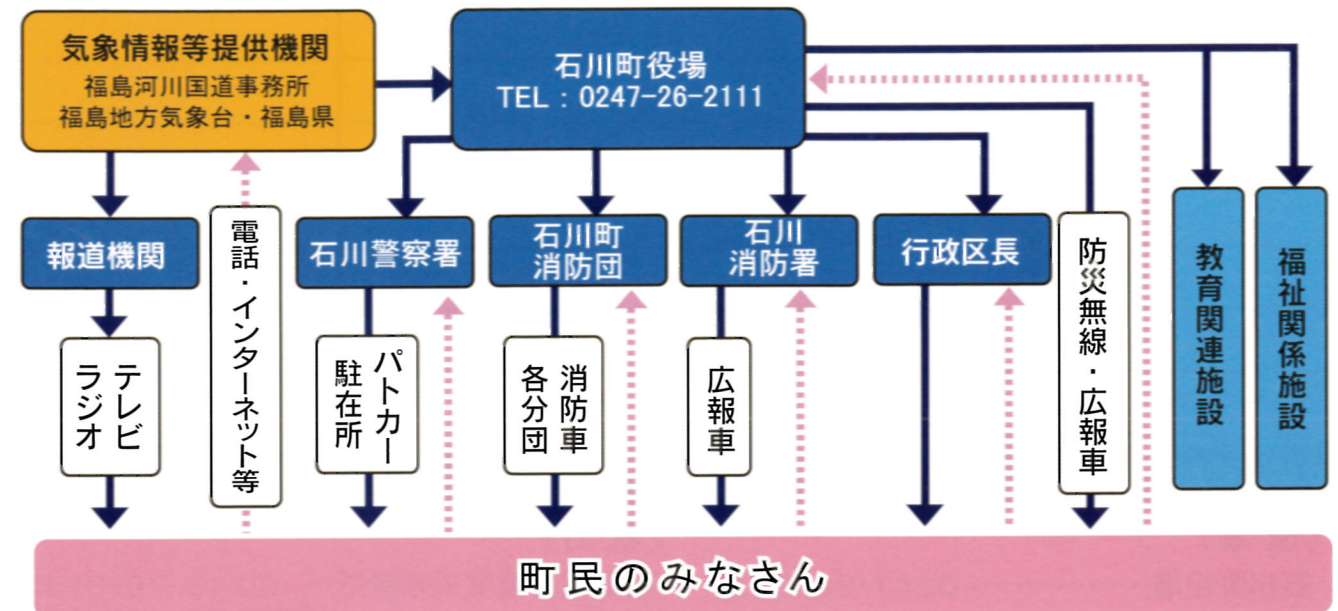 気象情報等提供機関
福島河川国道事務所
福島地方気象台・福島県
石川町役場
TEL：0247-26-2111
報道機関
電話・インターネット等
石川警察署
石川町
消防団
石川
消防署
行政区長
防災無線・広報車
教育関連施設
福祉関係施設
テレビ
ラジオ
パトカー
駐在所
消防車
各分団
広報車
町民のみなさん